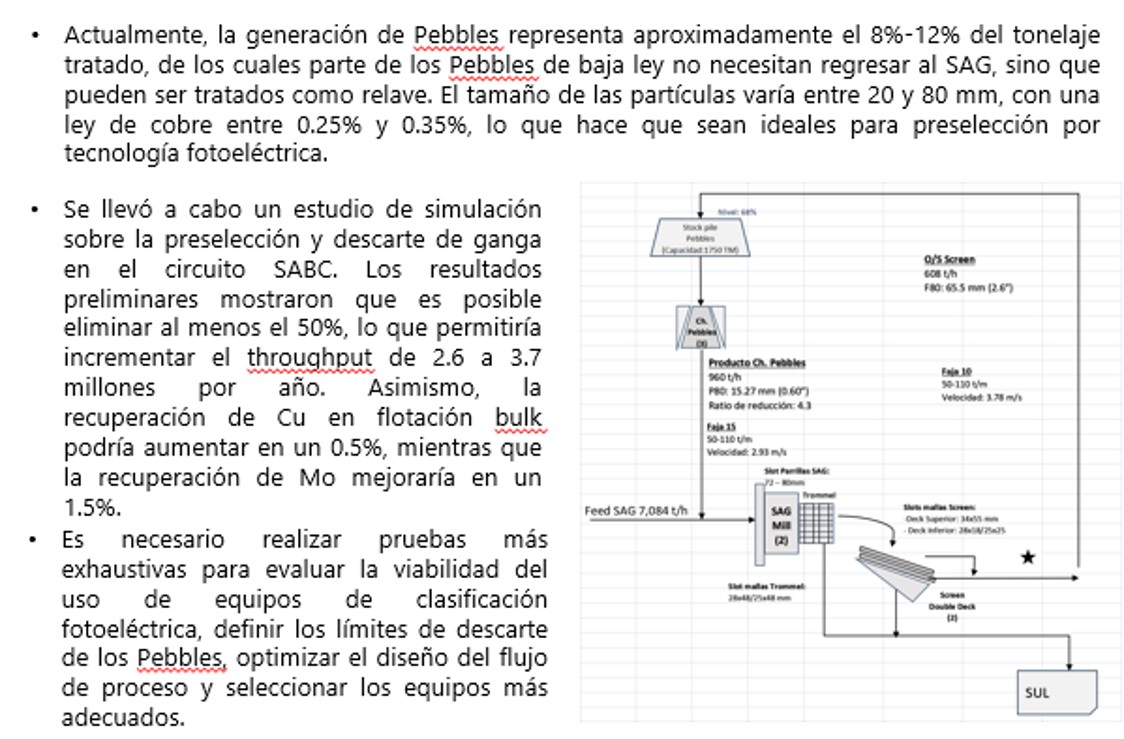 • Actualmente, la generación de Pebbles representa aproximadamente el 8%-12% del tonelaje
tratado, de los cuales parte de los Pebbles de baja ley no necesitan regresar al SAG, sino que
pueden ser tratados como relave. El tamaño de las partículas varía entre 20 y 80 mm, con una
ley de cobre entre 0.25% y 0.35%, lo que hace que sean ideales para preselección por
tecnología fotoeléctrica.
• Se llevó a cabo un estudio de simulación
sobre la preselección y descarte de ganga
en el circuito SABC. Los resultados
preliminares mostraron que es posible
eliminar al menos el 50%, lo que permitiría
incrementar el throughput de 2.6 a 3.7
millones por año. Asimismo, la
recuperación de Cu en flotación bulk
podría aumentar en un 0.5%, mientras que
la recuperación de Mo mejoraría en un
1.5%.
• Es necesario realizar pruebas más
exhaustivas para evaluar la viabilidad del
uso de equipos de clasificación
fotoeléctrica, definir los límites de descarte
de los Pebbles, optimizar el diseño del flujo
de proceso y seleccionar los equipos más
adecuados.
Nivel: 68%
Stock pile
Pebbles
(Capacidad:1750 TM)
O/S Screen
608 t/h
F80: 65.5 mm (2.6")
Ch.
Pebbles
(3)
Producto Ch. Pebbles
960 t/h
P80: 15.27 mm (0.60")
Ratio de reducción: 4.3
Faja 10
50-110 t/m
Velocidad: 3.78 m/s
Faja 15
50-110 t/m
Velocidad: 2.93 m/s
Slot Parrillas SAG:
72 – 80mm
Trommel
Feed SAG 7,084 t/h
SAG
Mill
(2)
Slots mallas Screen:
-Deck Superior: 34x55 mm
- Deck Inferior: 28x18/25x25
Slot mallas Trommel:
28x48/25x48 mm
Screen
Double Deck
(2)
SUL